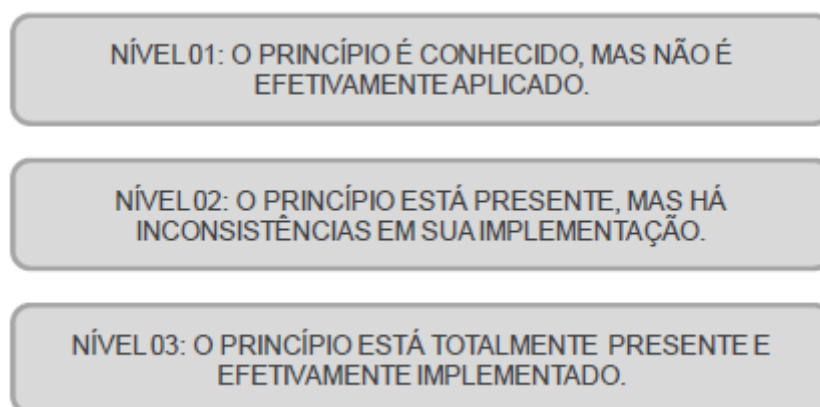 NÍVEL 01: O PRINCÍPIO É CONHECIDO, MAS NÃO É
EFETIVAMENTE APLICADO.
NÍVEL 02: O PRINCÍPIO ESTÁ PRESENTE, MAS HÁ
INCONSISTÊNCIAS EM SUA IMPLEMENTAÇÃO.
NÍVEL 03: O PRINCÍPIO ESTÁ TOTALMENTE PRESENTE E
EFETIVAMENTE IMPLEMENTADO.